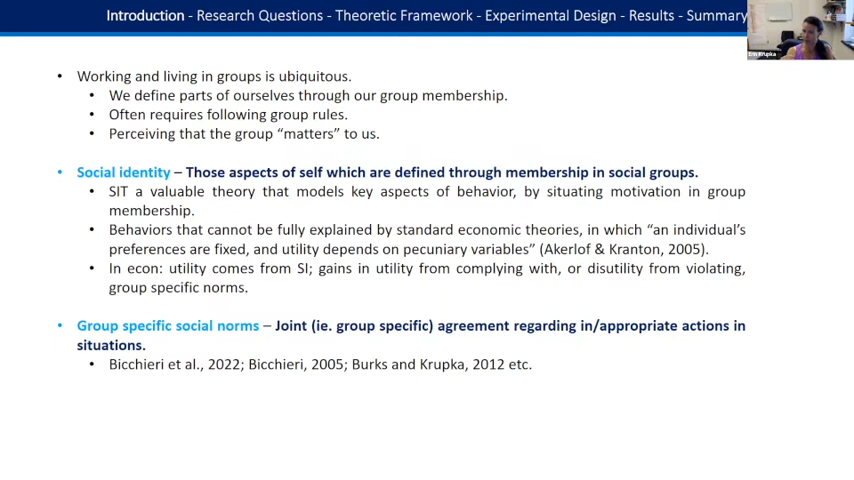 Introduction - Research Questions - Theoretic Framework - Experimental Design - Results - Summary
Erin Krupka
• Working and living in groups is ubiquitous.
• We define parts of ourselves through our group membership.
• Often requires following group rules.
• Perceiving that the group “matters” to us.
• Social identity – Those aspects of self which are defined through membership in social groups.
• SIT a valuable theory that models key aspects of behavior, by situating motivation in group
membership.
• Behaviors that cannot be fully explained by standard economic theories, in which “an individual’s
preferences are fixed, and utility depends on pecuniary variables” (Akerlof & Kranton, 2005).
• In econ: utility comes from SI; gains in utility from complying with, or disutility from violating,
group specific norms.
• Group specific social norms – Joint (ie. group specific) agreement regarding in/appropriate actions in
situations.
• Bicchieri et al., 2022; Bicchieri, 2005; Burks and Krupka, 2012 etc.